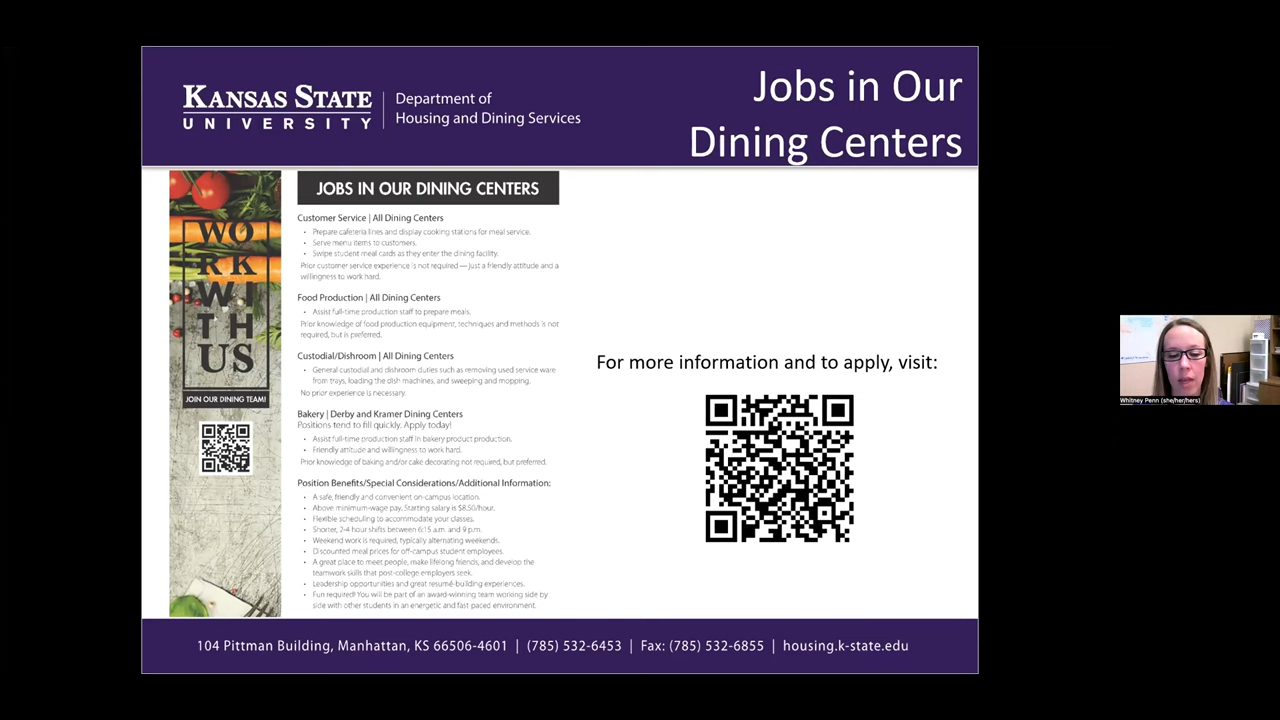 KANSAS STATE
UNIVERSITY
Department of
Housing and Dining Services
Jobs in Our
Dining Centers
WO
RK
WI
TH
US
JOIN OUR DINING TEAM!
JOBS IN OUR DINING CENTERS
Customer Service | All Dining Centers
• Prepare cafeteria lines and display cooking stations for meal service.
• Serve menu items to customers.
• Swipe student meal cards as they enter the dining facility.
Prior customer service experience is not required — just a friendly attitude and a
willingness to work hard.
Food Production | All Dining Centers
• Assist full-time production staff to prepare meals.
Prior knowledge of food production equipment, techniques and methods is not
required, but is preferred.
Custodial/Dishroom | All Dining Centers
• General custodial and dishroom duties such as removing used service ware
from trays, loading the dish machines, and sweeping and mopping.
No prior experience is necessary.
Bakery | Derby and Kramer Dining Centers
Positions tend to fill quickly. Apply today!
• Assist full-time production staff in bakery product production.
• Friendly attitude and willingness to work hard.
Prior knowledge of baking and/or cake decorating not required, but preferred.
Position Benefits/Special Considerations/Additional Information:
• A safe, friendly and convenient on-campus location.
• Above minimum-wage pay. Starting salary is $8.50/hour.
• Flexible scheduling to accommodate your classes.
• Shorter, 2-4 hour shifts between 6:15 a.m. and 9 p.m.
• Weekend work is required, typically alternating weekends.
• Discounted meal prices for off-campus student employees.
• A great place to meet people, make lifelong friends, and develop the
teamwork skills that post-college employers seek.
• Leadership opportunities and great resumé-building experiences.
• Fun required! You will be part of an award-winning team working side by
side with other students in an energetic and fast paced environment.
For more information and to apply, visit:
Whitney Penn (she/her/hers)
104 Pittman Building, Manhattan, KS 66506-4601 | (785) 532-6453 | Fax: (785) 532-6855 | housing.k-state.edu